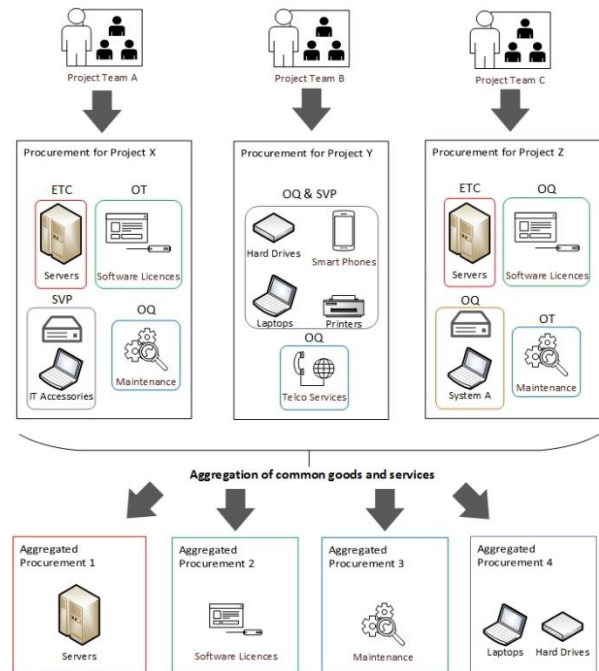 Project Team A
Project Team B
Project Team C
Procurement for Project X
ETC
OT
Servers
Software Licences
SVP
OQ
IT Accessories
Maintenance
Procurement for Project Y
OQ & SVP
Hard Drives
Smart Phones
Laptops
Printers
OQ
Telco Services
Procurement for Project Z
ETC
OQ
Servers
Software Licences
OQ
OT
System A
Maintenance
Aggregation of common goods and services
Aggregated
Procurement 1
Servers
Aggregated
Procurement 2
Software Licences
Aggregated
Procurement 3
Maintenance
Aggregated
Procurement 4
Laptops
Hard Drives